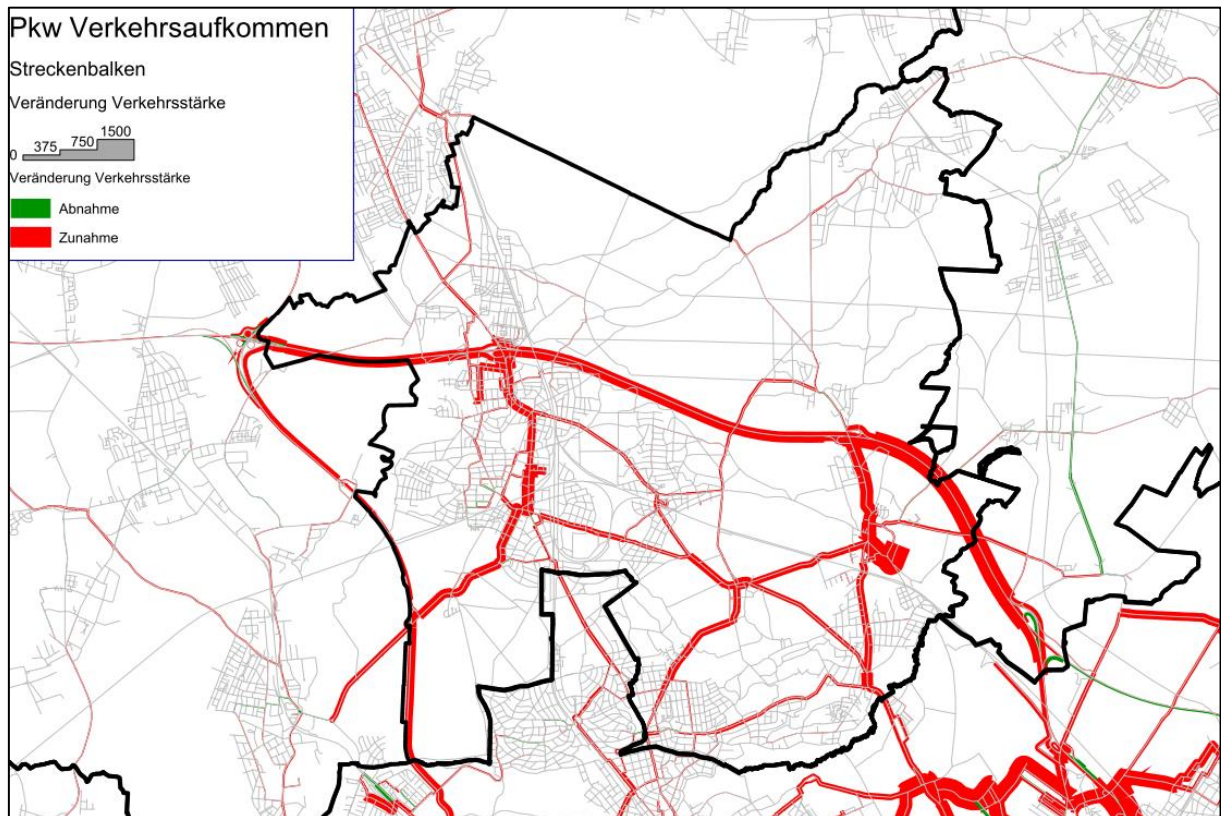 Pkw Verkehrsaufkommen
Streckenbalken
Veränderung Verkehrsstärke
0 375 750 1500
Veränderung Verkehrsstärke
Abnahme
Zunahme